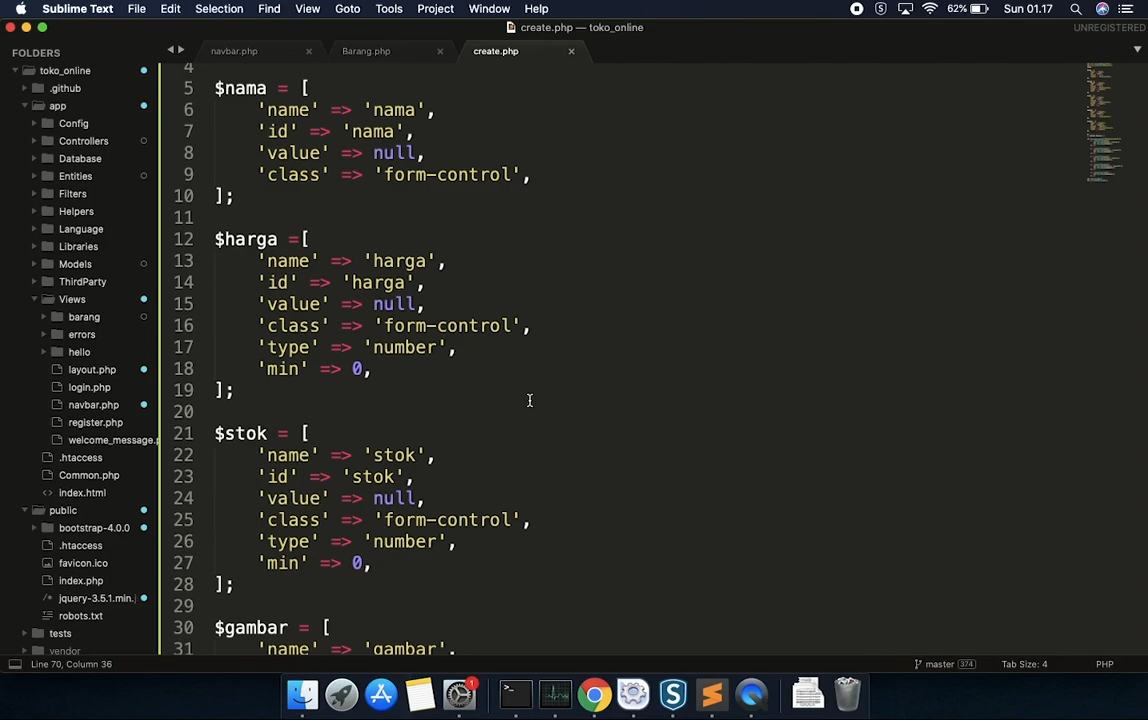 Sublime Text File Edit Selection Find View Goto Tools Project Window Help 62% Sun 01.17
create.php — toko_online UNREGISTERED
FOLDERS
toko_online
.github
app
Config
Controllers
Database
Entities
Filters
Helpers
Language
Libraries
Models
ThirdParty
Views
barang
errors
hello
layout.php
login.php
navbar.php
register.php
welcome_message.p
.htaccess
Common.php
<> index.html
public
bootstrap-4.0.0
.htaccess
favicon.ico
index.php
/* jquery-3.5.1.min.
robots.txt
tests
vendor
navbar.php × Barang.php × create.php ×
4
5 $nama = [
6 'name' => 'nama',
7 'id' => 'nama',
8 'value' => null,
9 'class' => 'form-control',
10 ];
11
12 $harga =[
13 'name' => 'harga',
14 'id' => 'harga',
15 'value' => null,
16 'class' => 'form-control',
17 'type' => 'number',
18 'min' => 0,
19 ];
20
21 $stok = [
22 'name' => 'stok',
23 'id' => 'stok',
24 'value' => null,
25 'class' => 'form-control',
26 'type' => 'number',
27 'min' => 0,
28 ];
29
30 $gambar = [
31 'name' => 'gambar',
Line 70, Column 36 master 374 Tab Size: 4 PHP
1